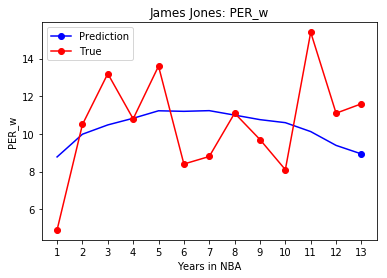 James Jones: PER_w
Prediction
True
PER_w
14
12
10
8
6
1 2 3 4 5 6 7 8 9 10 11 12 13
Years in NBA